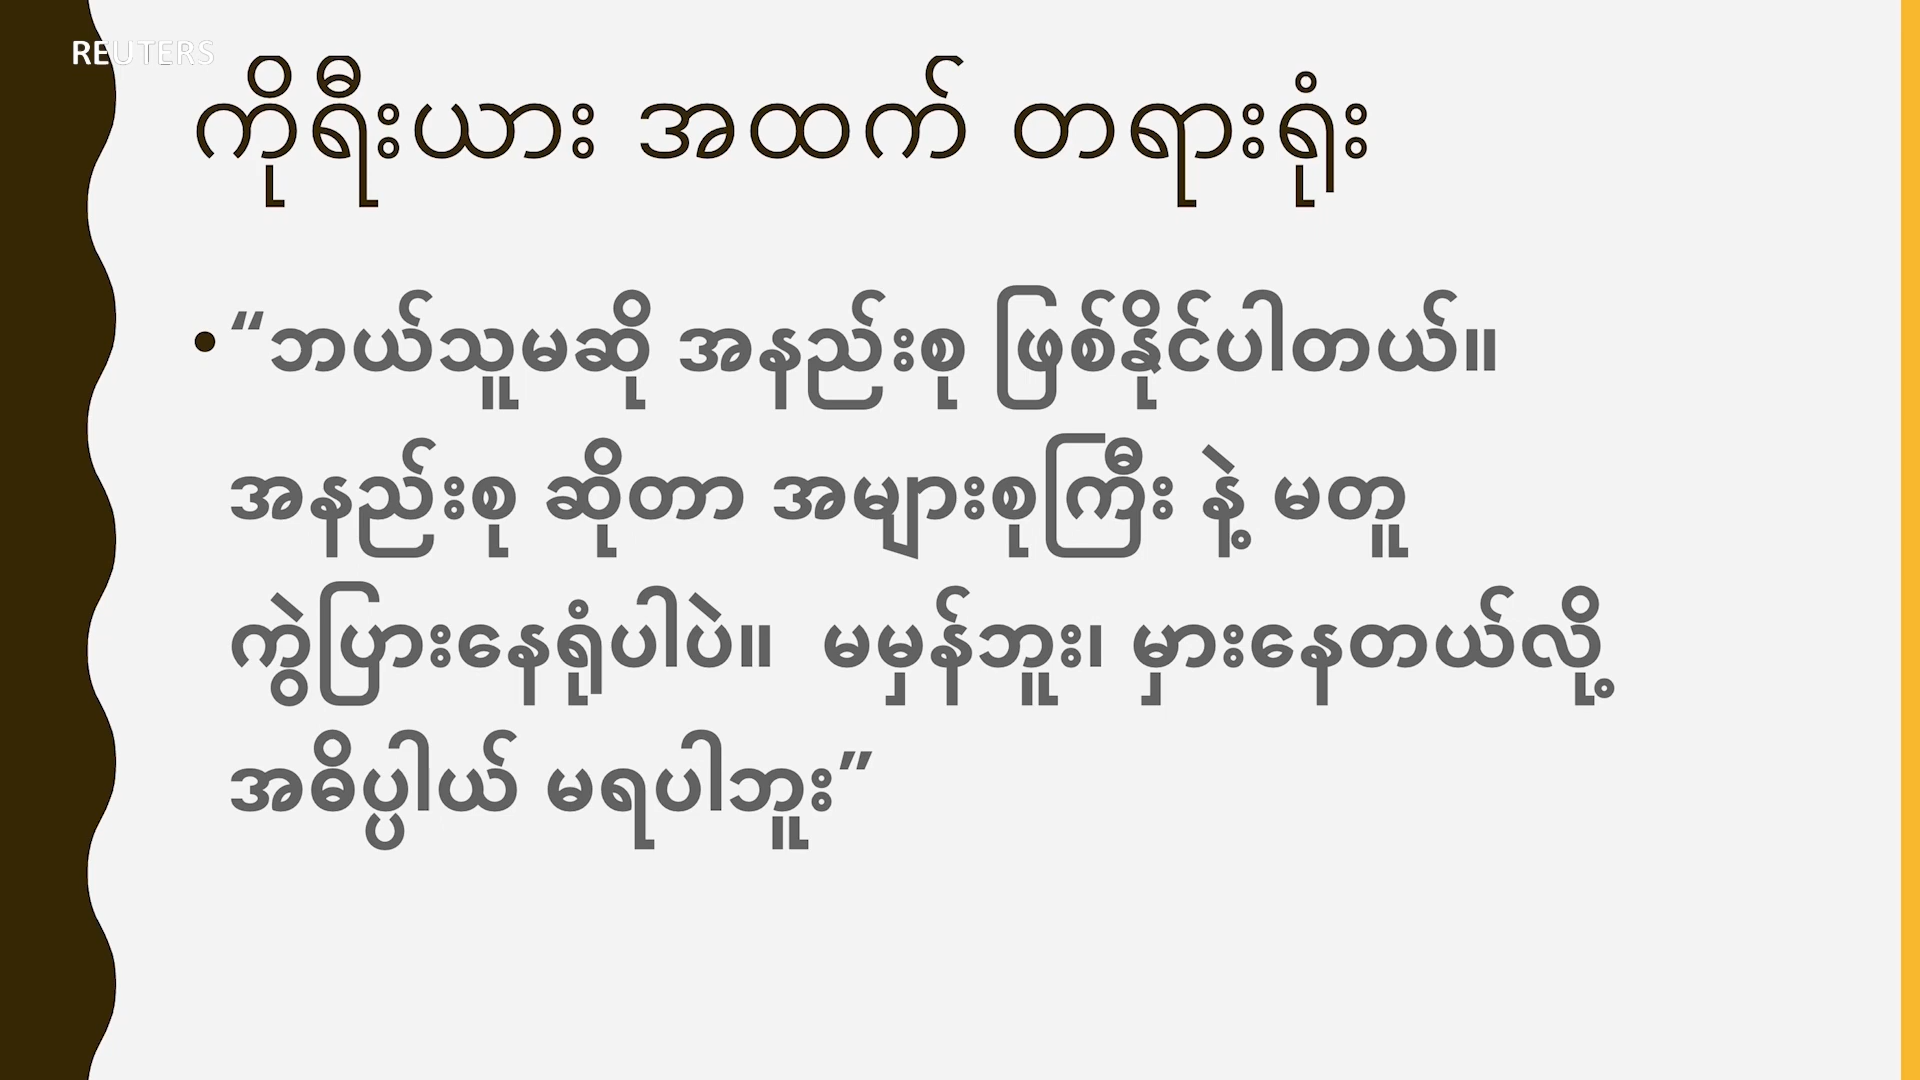 REUTERS
ကိုရီးယား အထက် တရားရုံး
• “ဘယ်သူမဆို အနည်းစု ဖြစ်နိုင်ပါတယ်။
အနည်းစု ဆိုတာ အများစုကြီး နဲ့ မတူ
ကွဲပြားနေရုံပါပဲ။ မမှန်ဘူး၊ မှားနေတယ်လို့
အဓိပ္ပါယ် မရပါဘူး”